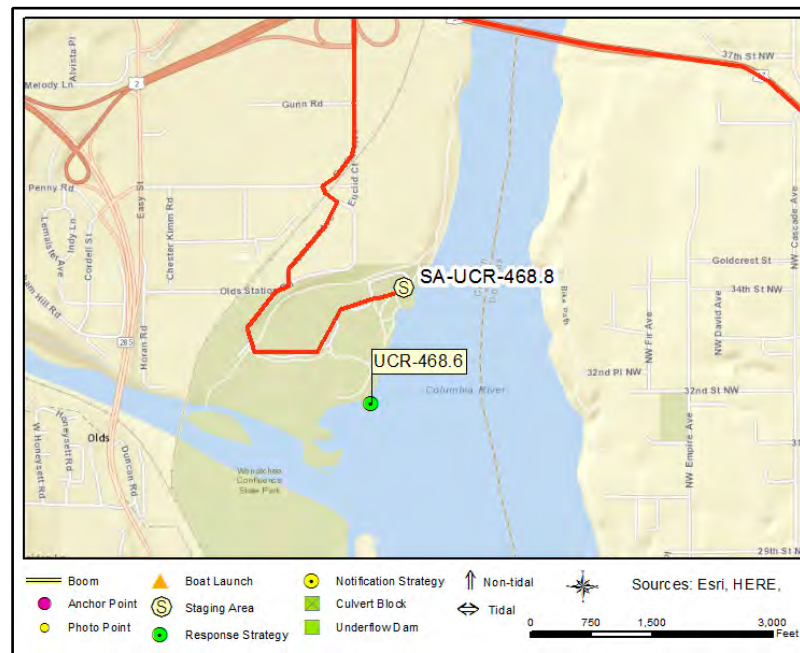 37th St NW
Alvista Pl
Melody Ln
2
Gunn Rd
Euclid Ct
Penny Rd
Easy St
Indy Ln
Lemaister Ave
Cordell St
Chester Kimm Rd
NW Cascade Ave
Goldcrest St
SA-UCR-468.8
S
Olds Station
34th St NW
Bike Path
NW Fir Ave
NW David Ave
Horan Rd
285
UCR-468.6
Columbia River
32nd Pl NW
32nd St NW
Honeysett Rd
W Honeysett Rd
Olds
Duncan Rd
NW Empire Ave
Wenatchee
Confluence
State Park
29th St NW
Boom
Boat Launch
Notification Strategy
Non-tidal
Sources: Esri, HERE,
Anchor Point
S
Staging Area
Culvert Block
Tidal
Photo Point
Response Strategy
Underflow Dam
0 750 1,500 3,000
Feet